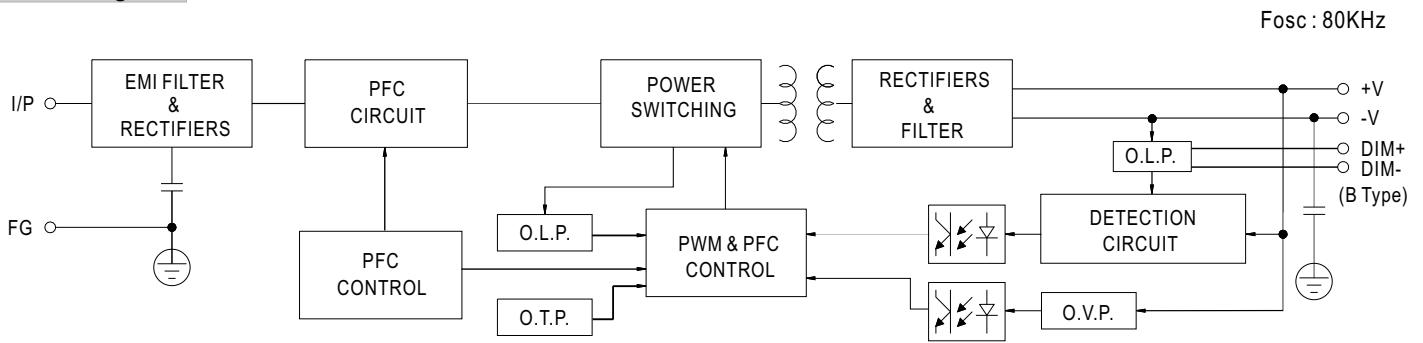 Fosc : 80KHz
I/P
EMI FILTER
&
RECTIFIERS
PFC
CIRCUIT
POWER
SWITCHING
RECTIFIERS
&
FILTER
+V
-V
O.L.P.
DIM+
DIM-
(B Type)
FG
PFC
CONTROL
O.L.P.
O.T.P.
PWM & PFC
CONTROL
DETECTION
CIRCUIT
O.V.P.